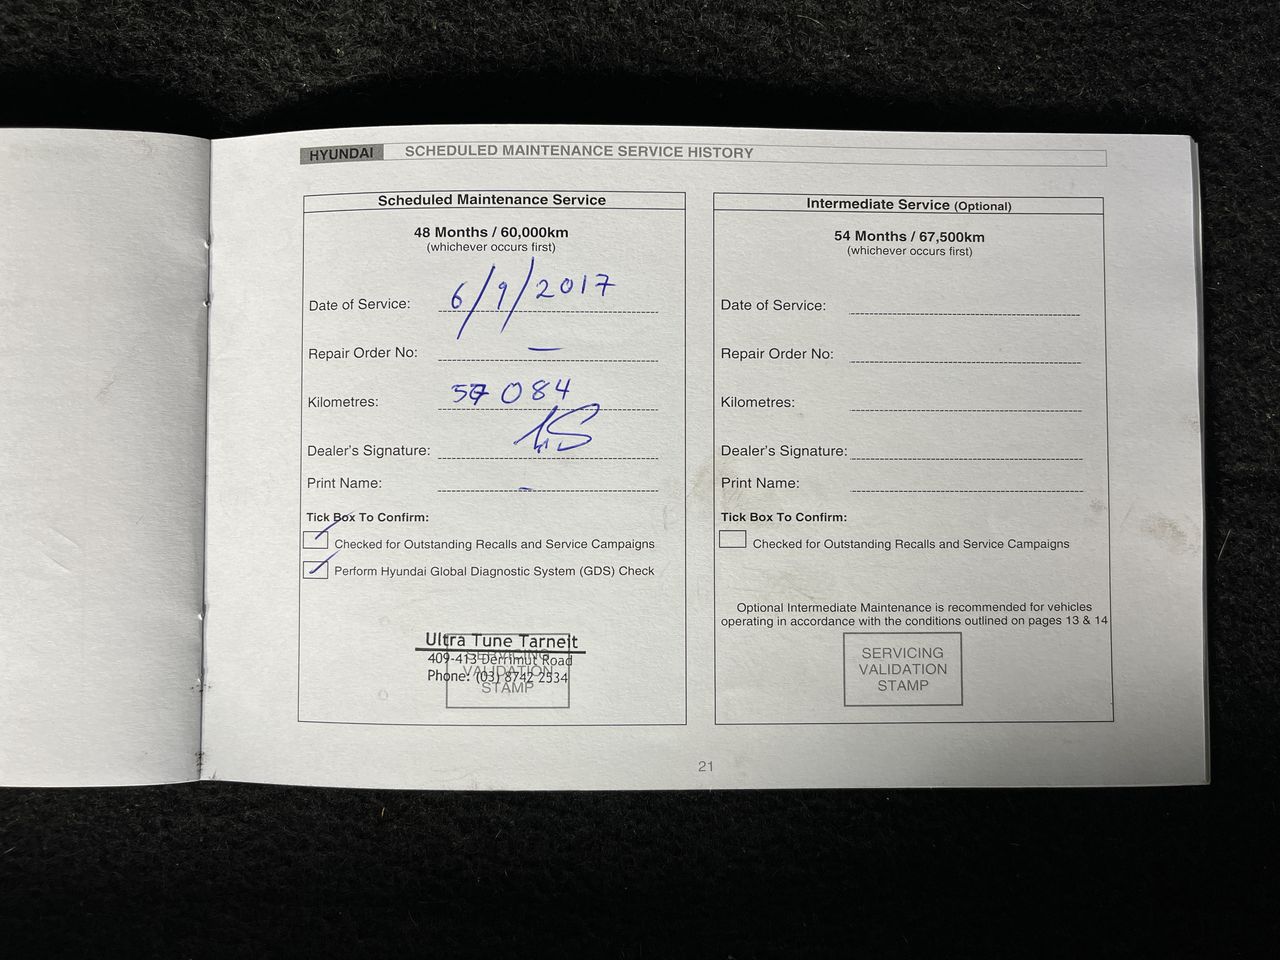 HYUNDAI SCHEDULED MAINTENANCE SERVICE HISTORY
Scheduled Maintenance Service
48 Months / 60,000km
(whichever occurs first)
Date of Service: 6/9/2017
Repair Order No: —
Kilometres: 57 084
Dealer's Signature:
Print Name: -
Tick Box To Confirm:
Checked for Outstanding Recalls and Service Campaigns
Perform Hyundai Global Diagnostic System (GDS) Check
Ultra Tune Tarneit
409-413 Derrimut Road
Phone: (03) 8742 2534
SERVICING
VALIDATION
STAMP
Intermediate Service (Optional)
54 Months / 67,500km
(whichever occurs first)
Date of Service:
Repair Order No:
Kilometres:
Dealer's Signature:
Print Name:
Tick Box To Confirm:
Checked for Outstanding Recalls and Service Campaigns
Optional Intermediate Maintenance is recommended for vehicles
operating in accordance with the conditions outlined on pages 13 & 14
SERVICING
VALIDATION
STAMP
21